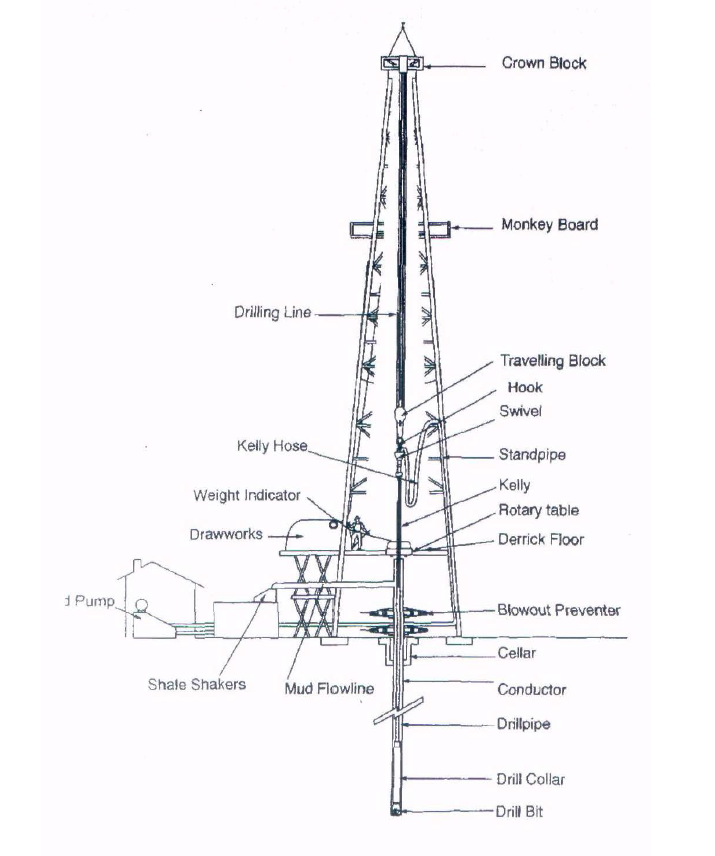 Crown Block
Monkey Board
Drilling Line
Travelling Block
Hook
Swivel
Kelly Hose
Standpipe
Kelly
Weight Indicator
Rotary table
Drawworks
Derrick Floor
Pump
Blowout Preventer
Cellar
Shale Shakers
Mud Flowline
Conductor
Drillpipe
Drill Collar
Drill Bit